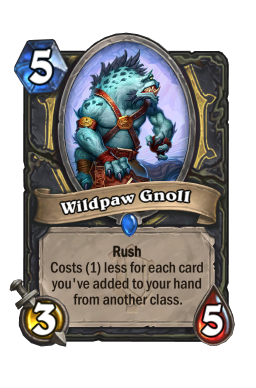 5
Wildpaw Gnoll
Rush
Costs (1) less for each card
you've added to your hand
from another class.
3
5